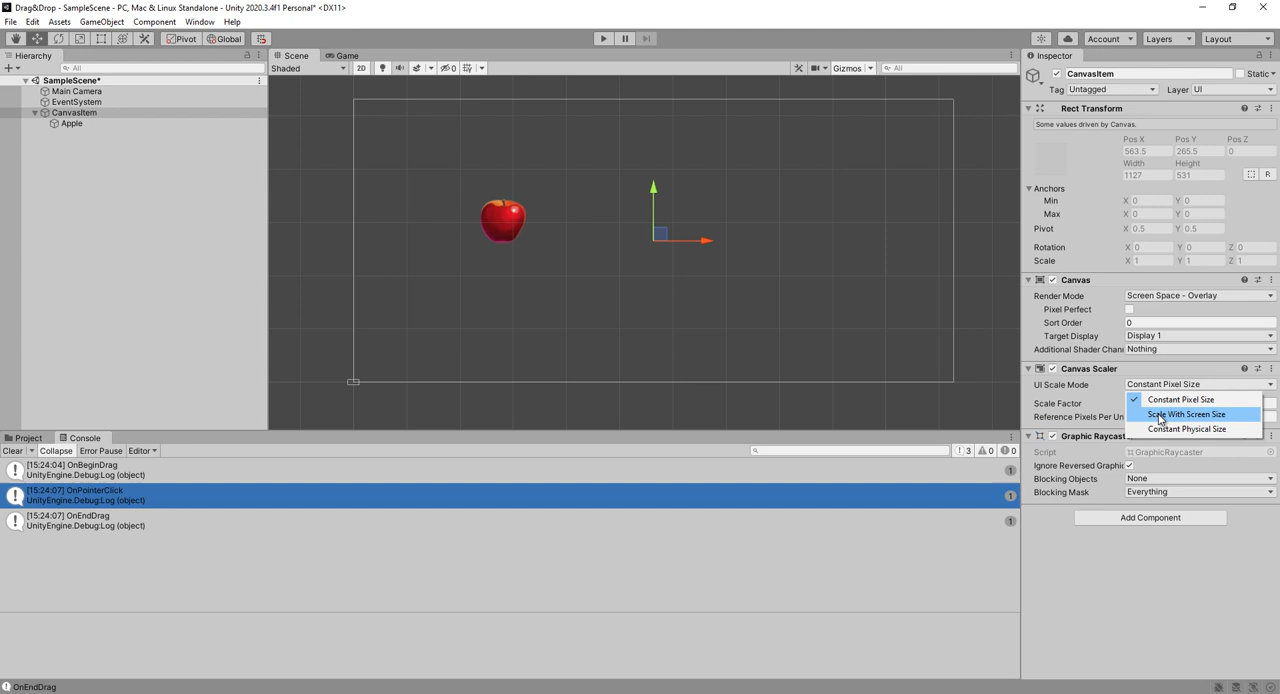 Drag&Drop - SampleScene - PC, Mac & Linux Standalone - Unity 2020.3.4f1 Personal* <DX11>
File Edit Assets GameObject Component Window Help
Pivot Global Account Layers Layout
Hierarchy
All
SampleScene*
Main Camera
EventSystem
CanvasItem
Apple
Scene Game
Shaded 2D 0 Gizmos All
Inspector
CanvasItem Static
Tag Untagged Layer UI
Rect Transform
Some values driven by Canvas.
Pos X Pos Y Pos Z
563.5 265.5 0
Width Height
1127 531
R
Anchors
Min X 0 Y 0
Max X 0 Y 0
Pivot X 0.5 Y 0.5
Rotation X 0 Y 0 Z 0
Scale X 1 Y 1 Z 1
Canvas
Render Mode Screen Space - Overlay
Pixel Perfect
Sort Order 0
Target Display Display 1
Additional Shader Chan Nothing
Canvas Scaler
UI Scale Mode Constant Pixel Size
Constant Pixel Size
Scale Factor
Scale With Screen Size
Reference Pixels Per Un
Constant Physical Size
Graphic Raycast
Script GraphicRaycaster
Ignore Reversed Graphic
Blocking Objects None
Blocking Mask Everything
Add Component
Project Console
Clear Collapse Error Pause Editor 3 0 0
[15:24:04] OnBeginDrag
UnityEngine.Debug:Log (object)
1
[15:24:07] OnPointerClick
UnityEngine.Debug:Log (object)
1
[15:24:07] OnEndDrag
UnityEngine.Debug:Log (object)
1
OnEndDrag